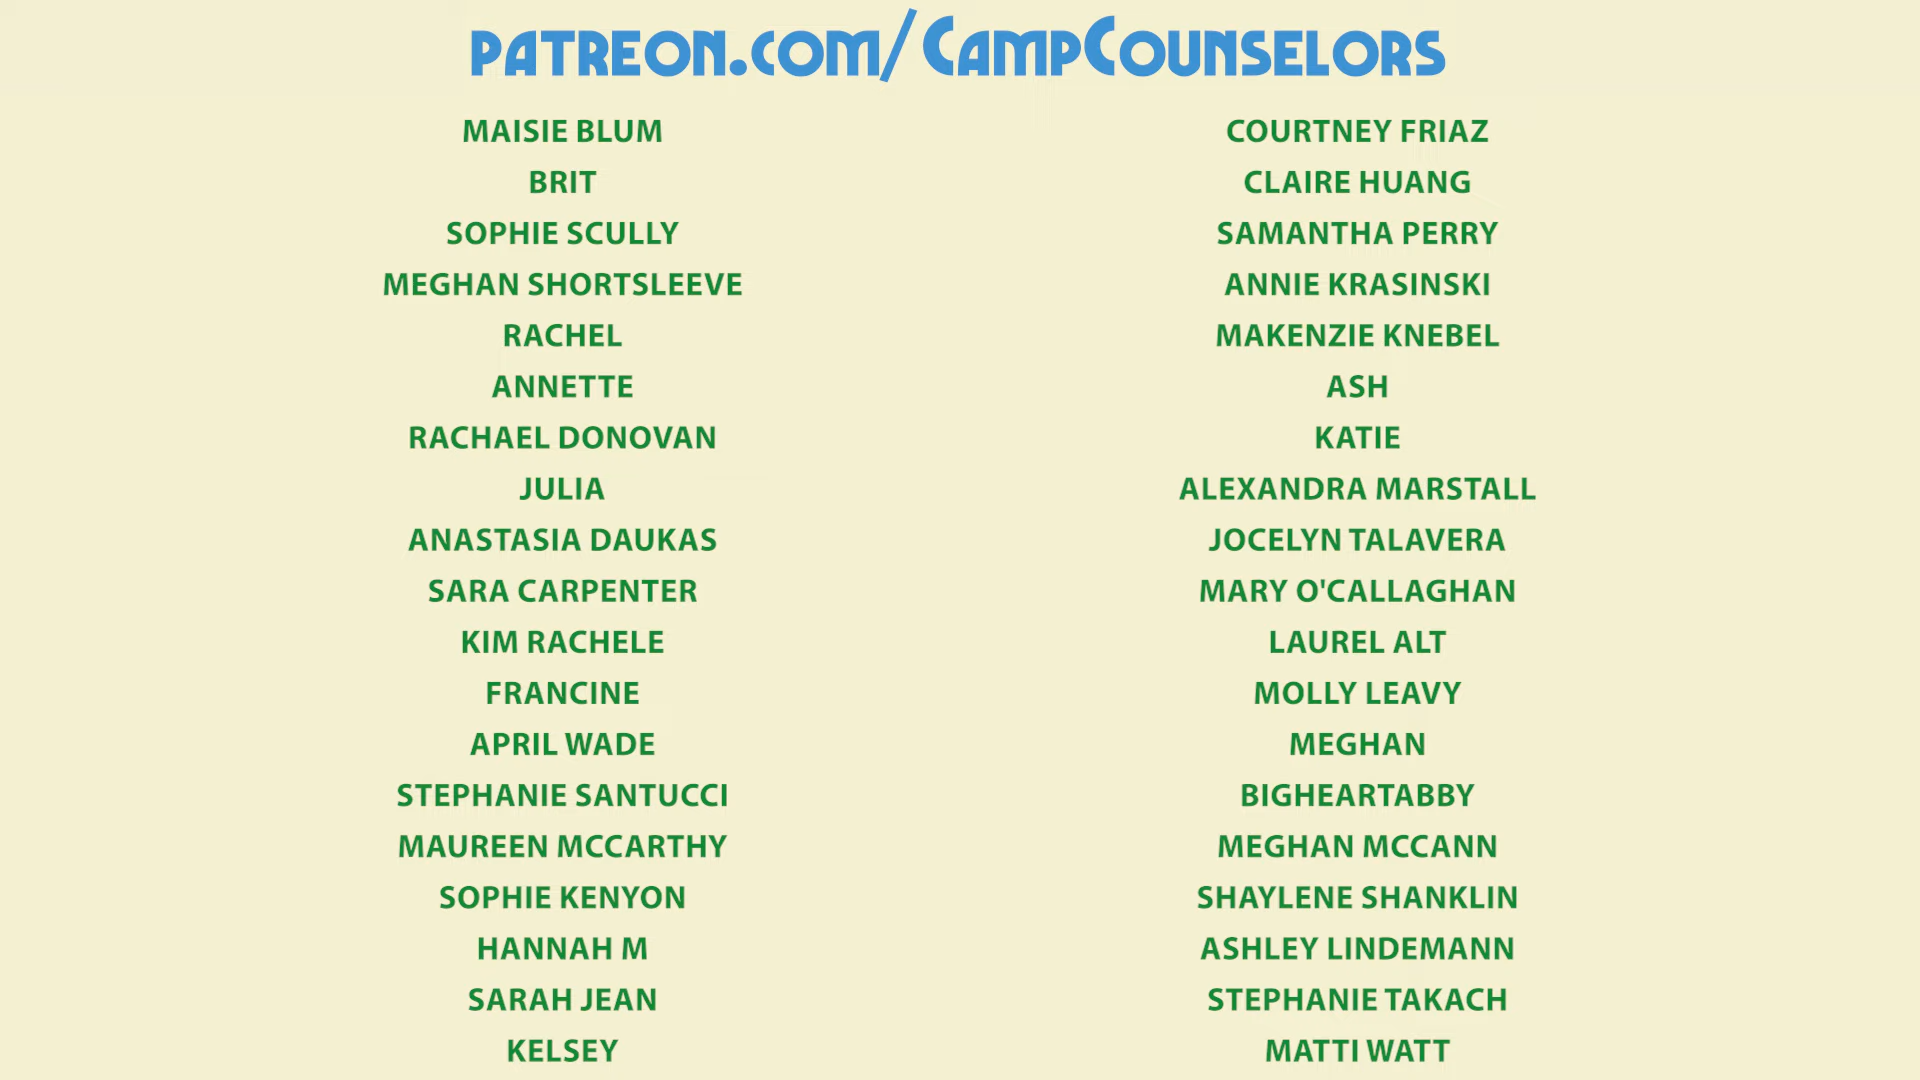 PATREON.COM/CAMPCOUNSELORS
MAISIE BLUM
BRIT
SOPHIE SCULLY
MEGHAN SHORTSLEEVE
RACHEL
ANNETTE
RACHAEL DONOVAN
JULIA
ANASTASIA DAUKAS
SARA CARPENTER
KIM RACHELE
FRANCINE
APRIL WADE
STEPHANIE SANTUCCI
MAUREEN MCCARTHY
SOPHIE KENYON
HANNAH M
SARAH JEAN
KELSEY
COURTNEY FRIAZ
CLAIRE HUANG
SAMANTHA PERRY
ANNIE KRASINSKI
MAKENZIE KNEBEL
ASH
KATIE
ALEXANDRA MARSTALL
JOCELYN TALAVERA
MARY O'CALLAGHAN
LAUREL ALT
MOLLY LEAVY
MEGHAN
BIGHEARTABBY
MEGHAN MCCANN
SHAYLENE SHANKLIN
ASHLEY LINDEMANN
STEPHANIE TAKACH
MATTI WATT